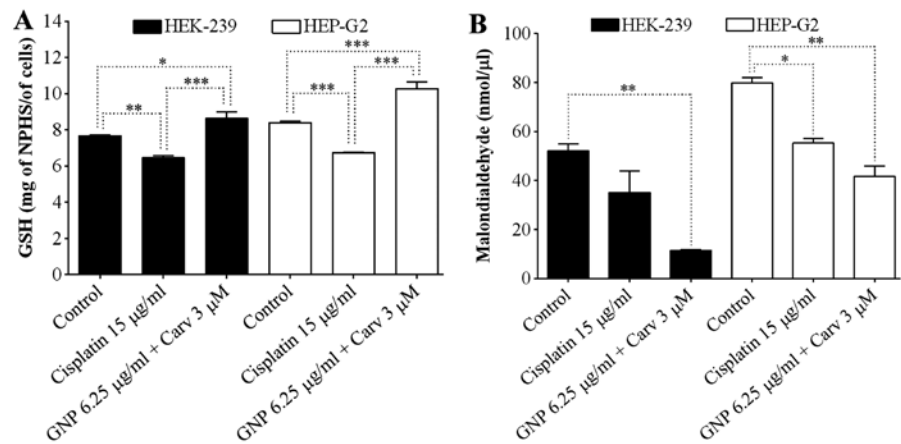 A
HEK-239
HEP-G2
GSH (mg of NPHS/of cells)
14
12
10
8
6
4
2
0
*
**
***
***
***
***
Control
Cisplatin 15 µg/ml
GNP 6.25 µg/ml + Carv 3 µM
Control
Cisplatin 15 µg/ml
GNP 6.25 µg/ml + Carv 3 µM
B
HEK-239
HEP-G2
Malondialdehyde (nmol/µl)
100
80
60
40
20
0
**
**
*
Control
Cisplatin 15 µg/ml
GNP 6.25 µg/ml + Carv 3 µM
Control
Cisplatin 15 µg/ml
GNP 6.25 µg/ml + Carv 3 µM